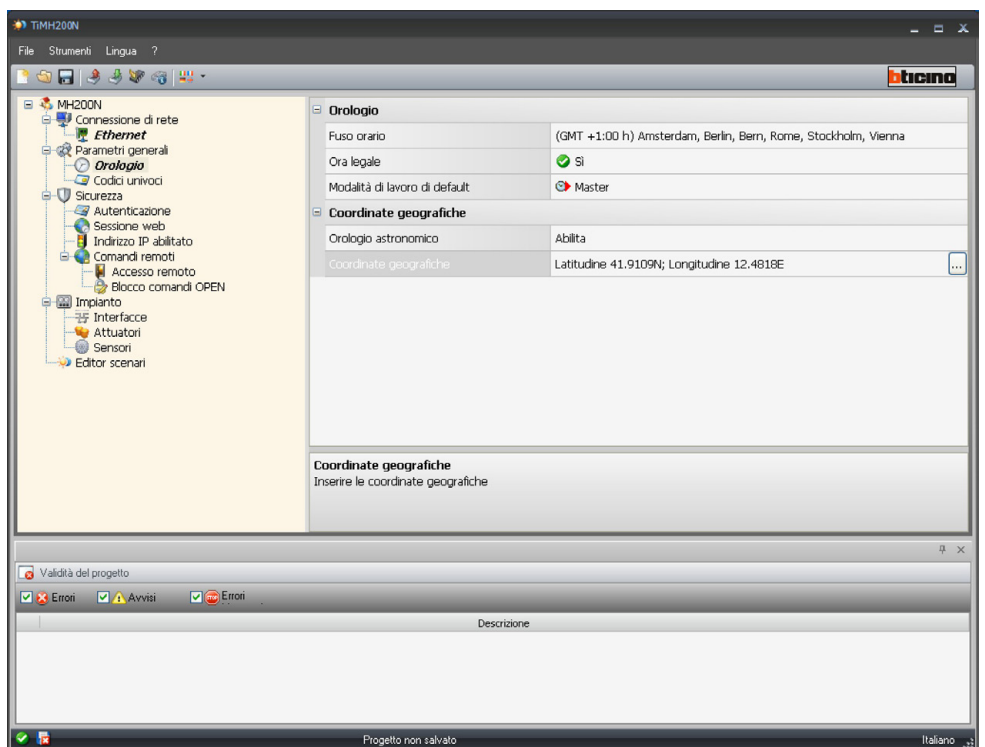 TiMH200N
File Strumenti Lingua ?
bticino
MH200N
Connessione di rete
Ethernet
Parametri generali
Orologio
Codici univoci
Sicurezza
Autenticazione
Sessione web
Indirizzo IP abilitato
Comandi remoti
Accesso remoto
Blocco comandi OPEN
Impianto
Interfacce
Attuatori
Sensori
Editor scenari
Orologio
Fuso orario (GMT +1:00 h) Amsterdam, Berlin, Bern, Rome, Stockholm, Vienna
Ora legale Sì
Modalità di lavoro di default Master
Coordinate geografiche
Orologio astronomico Abilita
Coordinate geografiche Latitudine 41.9109N; Longitudine 12.4818E ...
Coordinate geografiche
Inserire le coordinate geografiche
Validità del progetto
Errori Avvisi Errori
Descrizione
Progetto non salvato Italiano